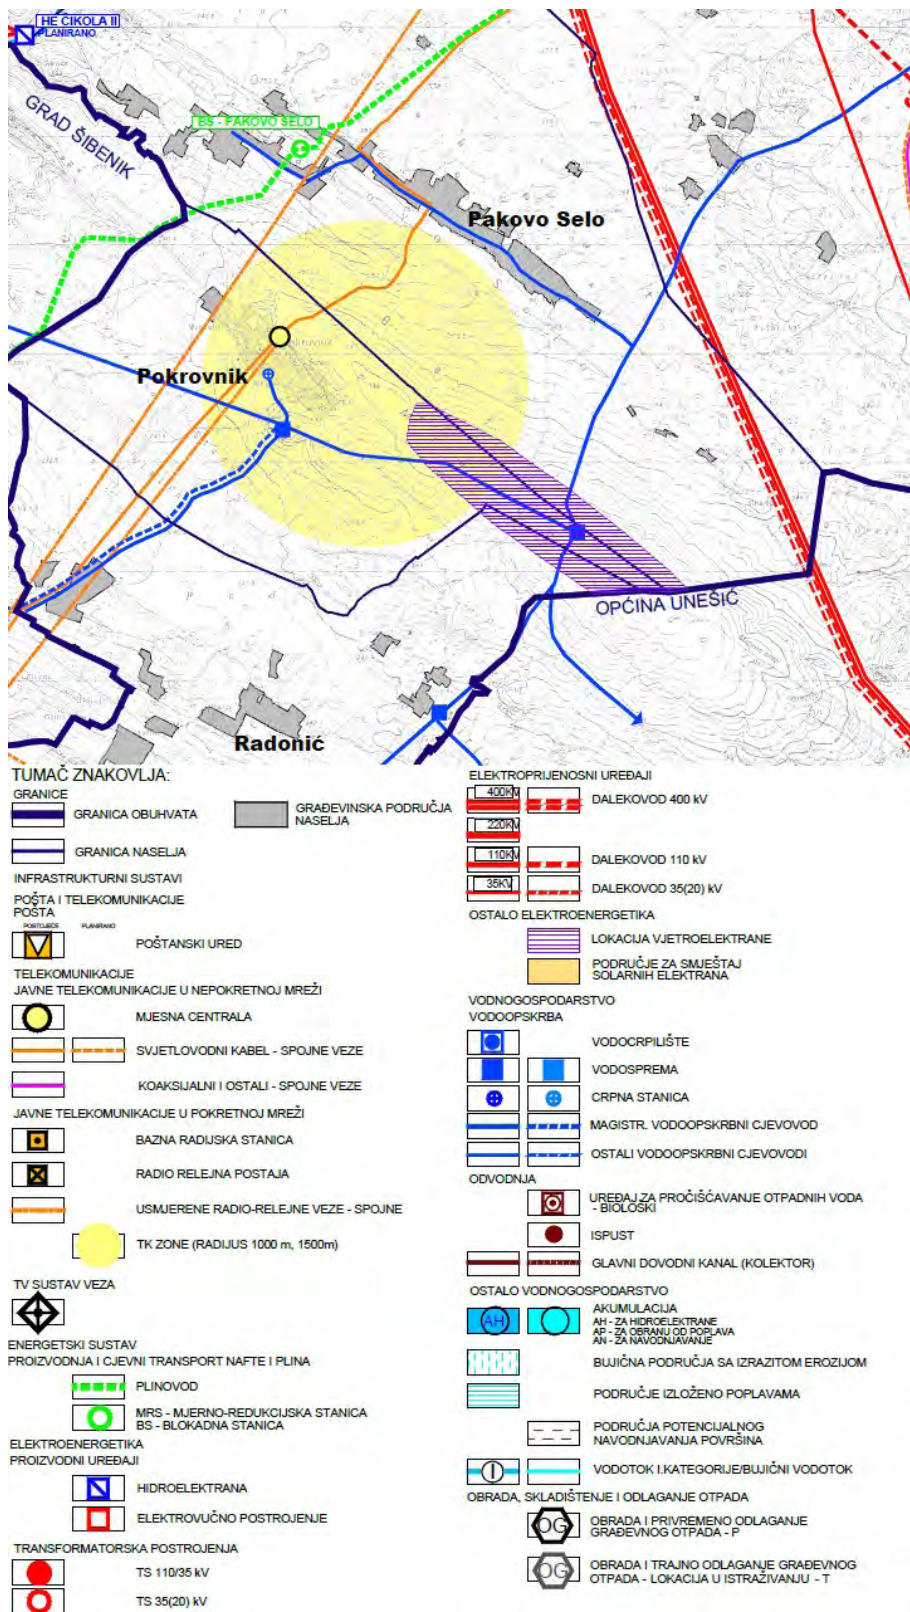 HE ČIKOLA II
PLANIRANO
GRAD ŠIBENIK
BS - PAKOVO SELO
Pakovo Selo
Pokrovnik
OPĆINA UNEŠIĆ
Radonić
TUMAČ ZNAKOVLJA:
GRANICE
GRANICA OBUHVATA
GRAĐEVINSKA PODRUČJA
NASELJA
GRANICA NASELJA
INFRASTRUKTURNI SUSTAVI
POŠTA I TELEKOMUNIKACIJE
POŠTA
POSTOJEĆE PLANIRANO
POŠTANSKI URED
TELEKOMUNIKACIJE
JAVNE TELEKOMUNIKACIJE U NEPOKRETNOJ MREŽI
MJESNA CENTRALA
SVJETLOVODNI KABEL - SPOJNE VEZE
KOAKSIJALNI I OSTALI - SPOJNE VEZE
JAVNE TELEKOMUNIKACIJE U POKRETNOJ MREŽI
BAZNA RADIJSKA STANICA
RADIO RELEJNA POSTAJA
USMJERENE RADIO-RELEJNE VEZE - SPOJNE
TK ZONE (RADIJUS 1000 m, 1500m)
TV SUSTAV VEZA
ENERGETSKI SUSTAV
PROIZVODNJA I CJEVNI TRANSPORT NAFTE I PLINA
PLINOVOD
MRS - MJERNO-REDUKCIJSKA STANICA
BS - BLOKADNA STANICA
ELEKTROENERGETIKA
PROIZVODNI UREĐAJI
HIDROELEKTRANA
ELEKTROVUČNO POSTROJENJE
TRANSFORMATORSKA POSTROJENJA
TS 110/35 kV
TS 35(20) kV
ELEKTROPRIJENOSNI UREĐAJI
400KV
DALEKOVOD 400 kV
220KV
110KV
DALEKOVOD 110 kV
35KV
DALEKOVOD 35(20) kV
OSTALO ELEKTROENERGETIKA
LOKACIJA VJETROELEKTRANE
PODRUČJE ZA SMJEŠTAJ
SOLARNIH ELEKTRANA
VODNOGOSPODARSTVO
VODOOPSKRBA
VODOCRPILIŠTE
VODOSPREMA
CRPNA STANICA
MAGISTR. VODOOPSKRBNI CJEVOVOD
OSTALI VODOOPSKRBNI CJEVOVODI
ODVODNJA
UREĐAJ ZA PROČIŠĆAVANJE OTPADNIH VODA
- BIOLOŠKI
ISPUST
GLAVNI DOVODNI KANAL (KOLEKTOR)
OSTALO VODNOGOSPODARSTVO
AH
AKUMULACIJA
AH - ZA HIDROELEKTRANE
AP - ZA OBRANU OD POPLAVA
AN - ZA NAVODNJAVANJE
BUJIČNA PODRUČJA SA IZRAZITOM EROZIJOM
PODRUČJE IZLOŽENO POPLAVAMA
PODRUČJA POTENCIJALNOG
NAVODNJAVANJA POVRŠINA
I
VODOTOK I.KATEGORIJE/BUJIČNI VODOTOK
OBRADA, SKLADIŠTENJE I ODLAGANJE OTPADA
OG
OBRADA I PRIVREMENO ODLAGANJE
GRAĐEVNOG OTPADA - P
OG
OBRADA I TRAJNO ODLAGANJE GRAĐEVNOG
OTPADA - LOKACIJA U ISTRAŽIVANJU - T